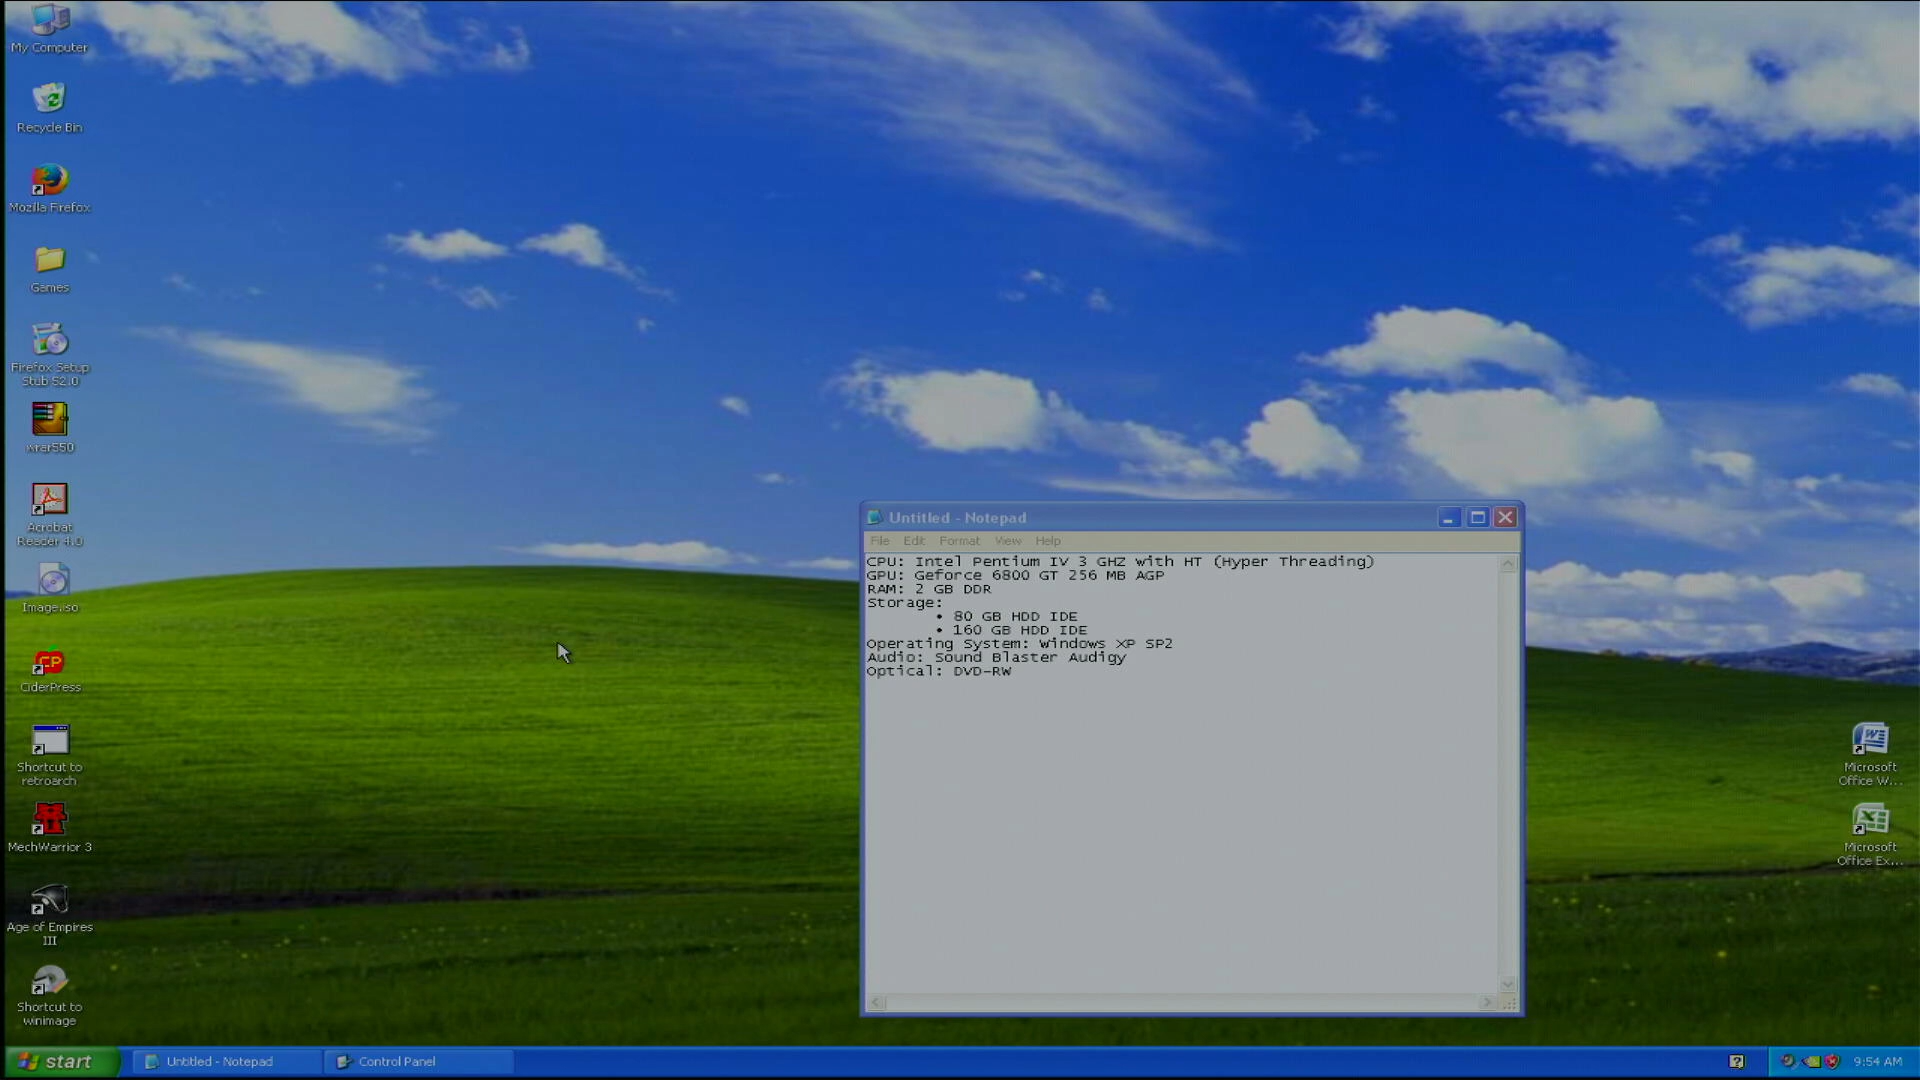 My Computer
Recycle Bin
Mozilla Firefox
Games
Firefox Setup
Stub 52.0
wrar550
Acrobat
Reader 4.0
Image.iso
CP
CiderPress
Shortcut to
retroarch
MechWarrior 3
Age of Empires
III
Shortcut to
winimage
Untitled - Notepad
File Edit Format View Help
CPU: Intel Pentium IV 3 GHZ with HT (Hyper Threading)
GPU: Geforce 6800 GT 256 MB AGP
RAM: 2 GB DDR
Storage:
• 80 GB HDD IDE
• 160 GB HDD IDE
Operating System: Windows XP SP2
Audio: Sound Blaster Audigy
Optical: DVD-RW
Microsoft
Office W...
Microsoft
Office Ex...
start
Untitled - Notepad
Control Panel
9:54 AM